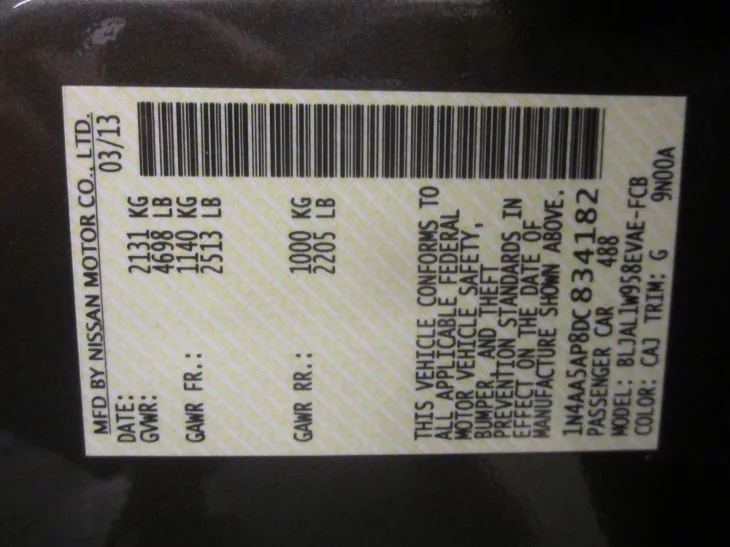 MFD BY NISSAN MOTOR CO., LTD.
DATE: 03/13
GVWR: 2131 KG
4698 LB
GAWR FR.: 1140 KG
2513 LB
GAWR RR.: 1000 KG
2205 LB
THIS VEHICLE CONFORMS TO
ALL APPLICABLE FEDERAL
MOTOR VEHICLE SAFETY,
BUMPER, AND THEFT
PREVENTION STANDARDS IN
EFFECT ON THE DATE OF
MANUFACTURE SHOWN ABOVE.
1N4AA5AP8DC834182
PASSENGER CAR 488
MODEL: BLJALIW958EVAE-FCB
COLOR: CAJ TRIM: G 9N00A